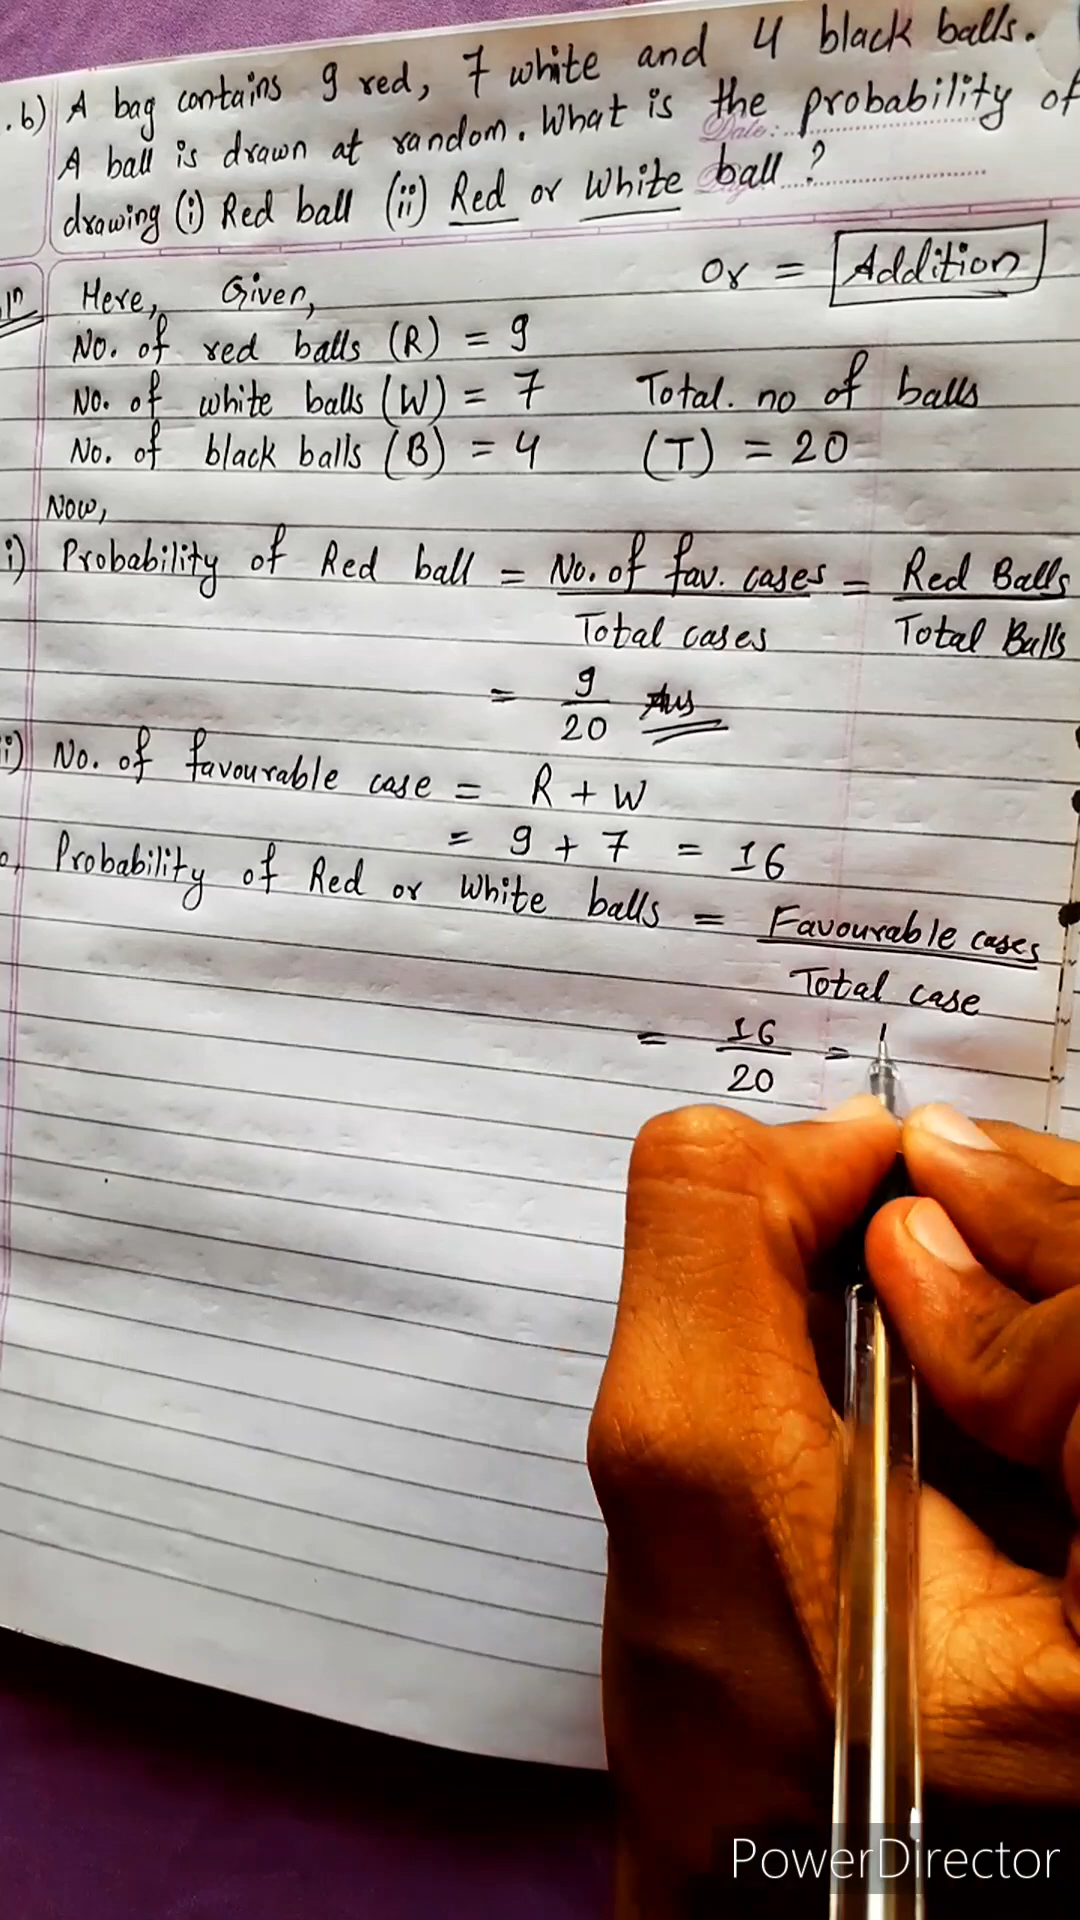 .b) A bag contains 9 red, 7 white and 4 black balls.
A ball is drawn at random. What is the probability of
Date:
drawing (i) Red ball (ii) Red or White ball ?
Or = Addition
Here, Given,
No. of red balls (R) = 9
No. of white balls (W) = 7 Total. no of balls
No. of black balls (B) = 4 (T) = 20
Now,
i) Probability of Red ball = No. of fav. cases = Red Balls
Total cases Total Balls
= 9/20 Ans
i) No. of favourable case = R + W
= 9 + 7 = 16
Probability of Red or White balls = Favourable cases
Total case
= 16/20 =
PowerDirector